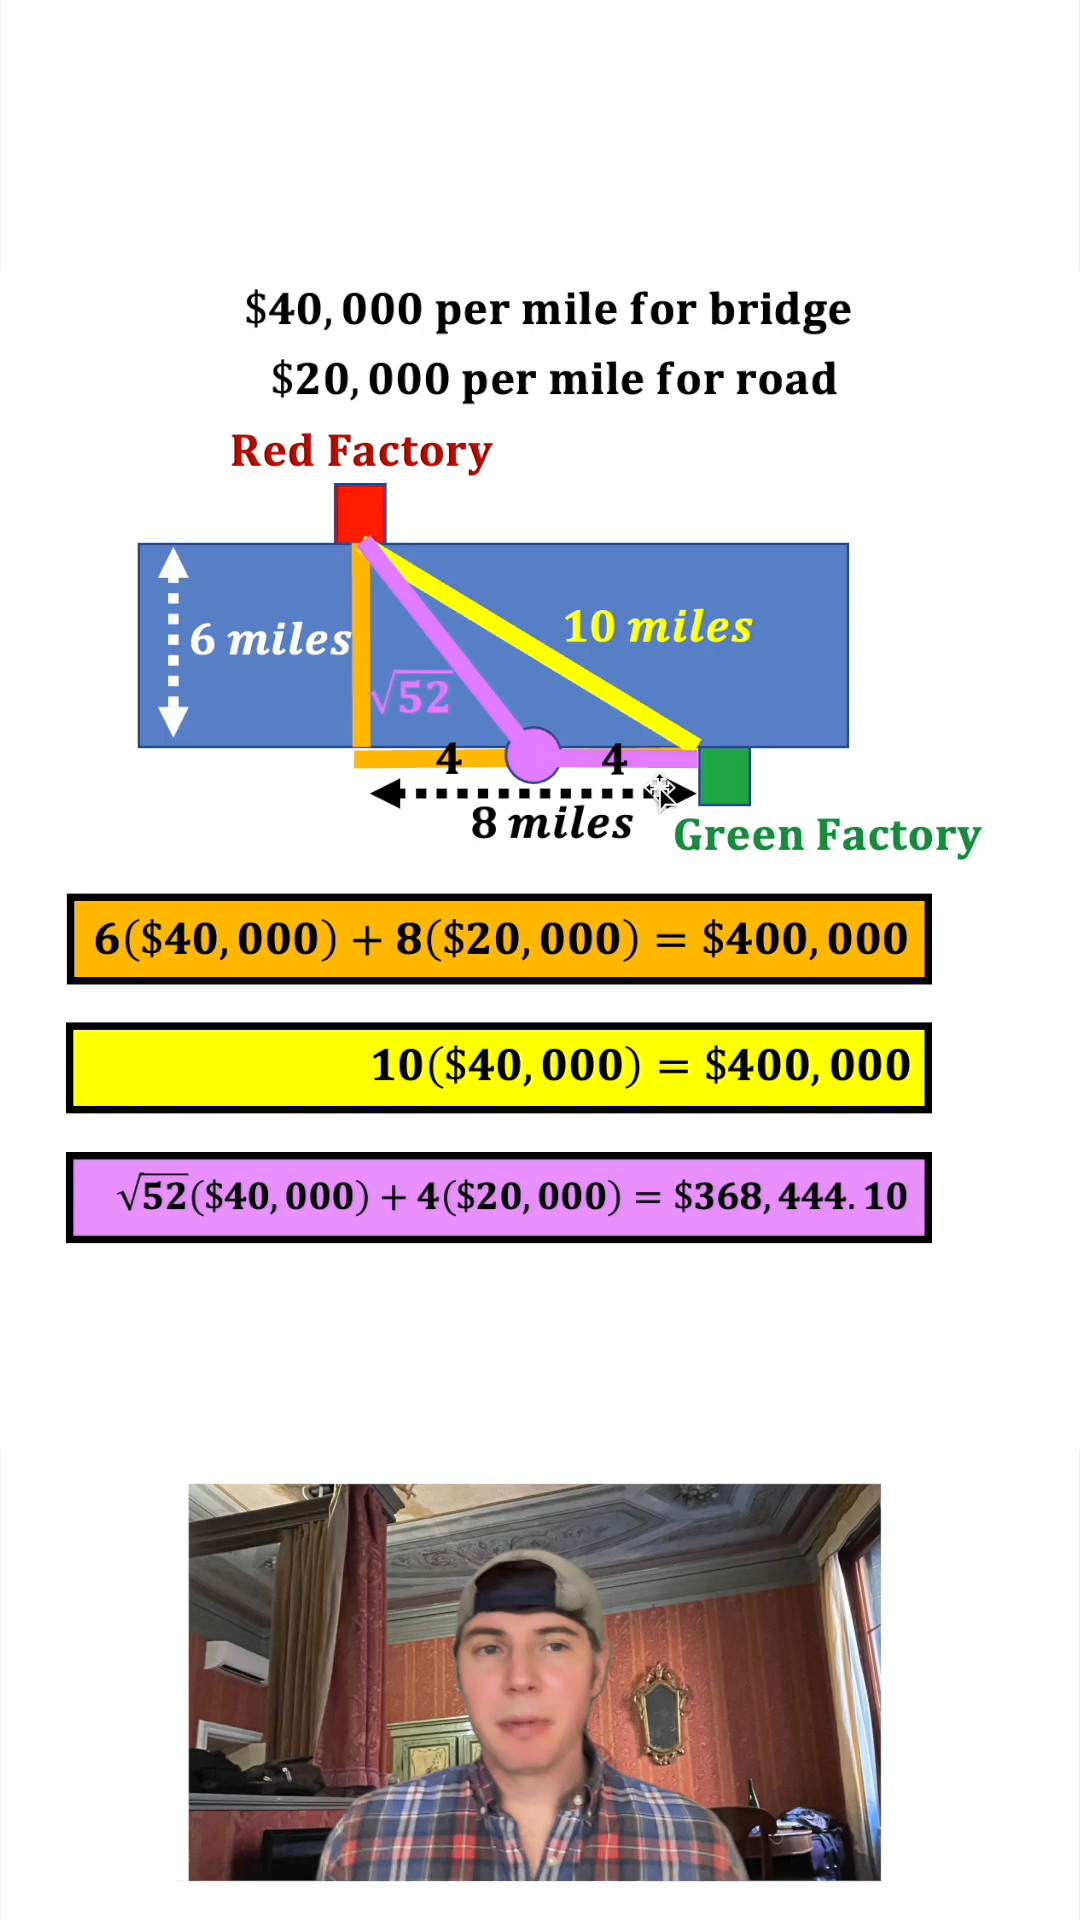 $40,000 per mile for bridge
$20,000 per mile for road
Red Factory
6 miles
10 miles
√52
4
4
8 miles
Green Factory
6($40,000) + 8($20,000) = $400,000
10($40,000) = $400,000
√52($40,000) + 4($20,000) = $368,444.10